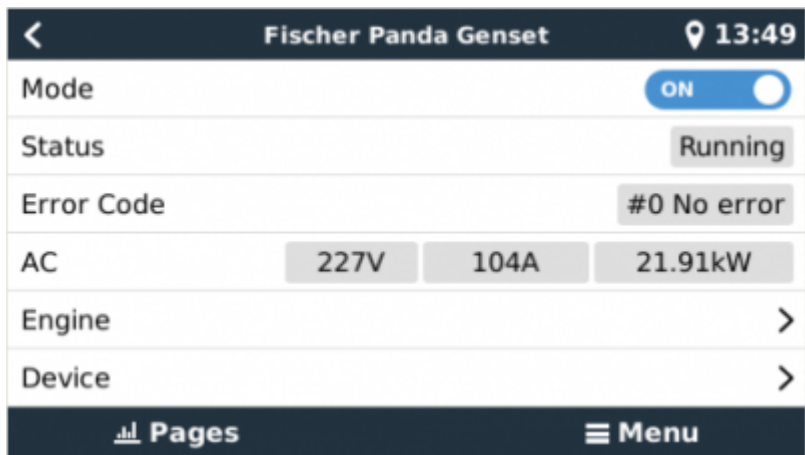 Fischer Panda Genset 13:49
Mode ON
Status Running
Error Code #0 No error
AC 227V 104A 21.91kW
Engine
Device
Pages Menu